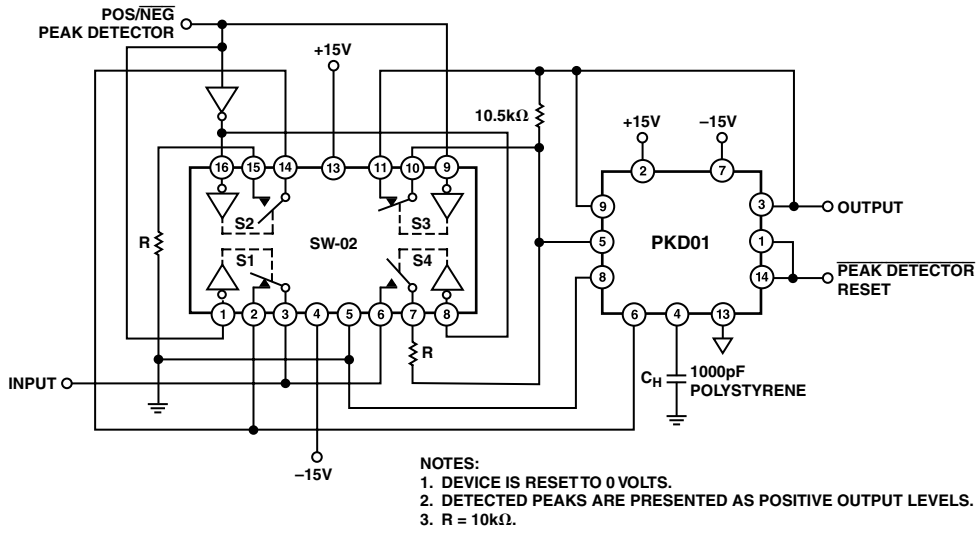 POS/NEG
PEAK DETECTOR
+15V
10.5kΩ
+15V
–15V
16
15
14
13
11
10
9
2
7
S2
S3
9
3
OUTPUT
R
SW-02
5
PKD01
1
S1
S4
8
14
PEAK DETECTOR
RESET
1
2
3
4
5
6
7
8
6
4
13
R
INPUT
CH
1000pF
POLYSTYRENE
–15V
NOTES:
1. DEVICE IS RESET TO 0 VOLTS.
2. DETECTED PEAKS ARE PRESENTED AS POSITIVE OUTPUT LEVELS.
3. R = 10kΩ.